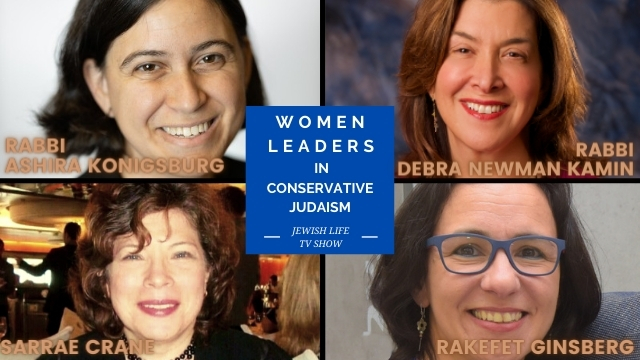 RABBI
ASHIRA KONIGSBURG
RABBI
DEBRA NEWMAN KAMIN
WOMEN
LEADERS
IN
CONSERVATIVE
JUDAISM
JEWISH LIFE
TV SHOW
SARRAE CRANE
RAKEFET GINSBERG